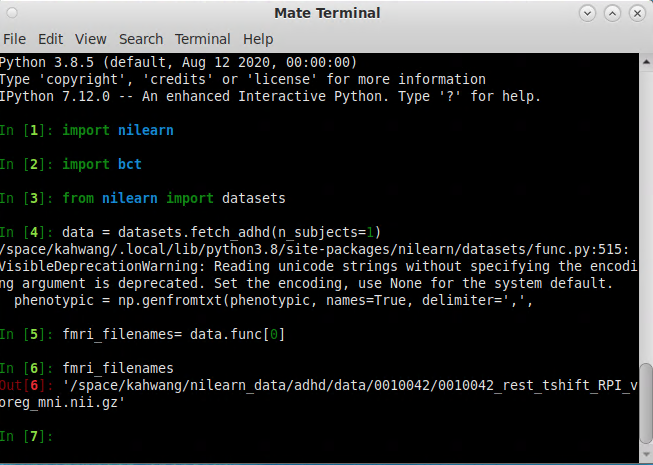 Mate Terminal
File Edit View Search Terminal Help
Python 3.8.5 (default, Aug 12 2020, 00:00:00)
Type 'copyright', 'credits' or 'license' for more information
IPython 7.12.0 -- An enhanced Interactive Python. Type '?' for help.
In [1]: import nilearn
In [2]: import bct
In [3]: from nilearn import datasets
In [4]: data = datasets.fetch_adhd(n_subjects=1)
/space/kahwang/.local/lib/python3.8/site-packages/nilearn/datasets/func.py:515:
VisibleDeprecationWarning: Reading unicode strings without specifying the encodi
ng argument is deprecated. Set the encoding, use None for the system default.
  phenotypic = np.genfromtxt(phenotypic, names=True, delimiter=',',
In [5]: fmri_filenames= data.func[0]
In [6]: fmri_filenames
Out[6]: '/space/kahwang/nilearn_data/adhd/data/0010042/0010042_rest_tshift_RPI_v
oreg_mni.nii.gz'
In [7]: